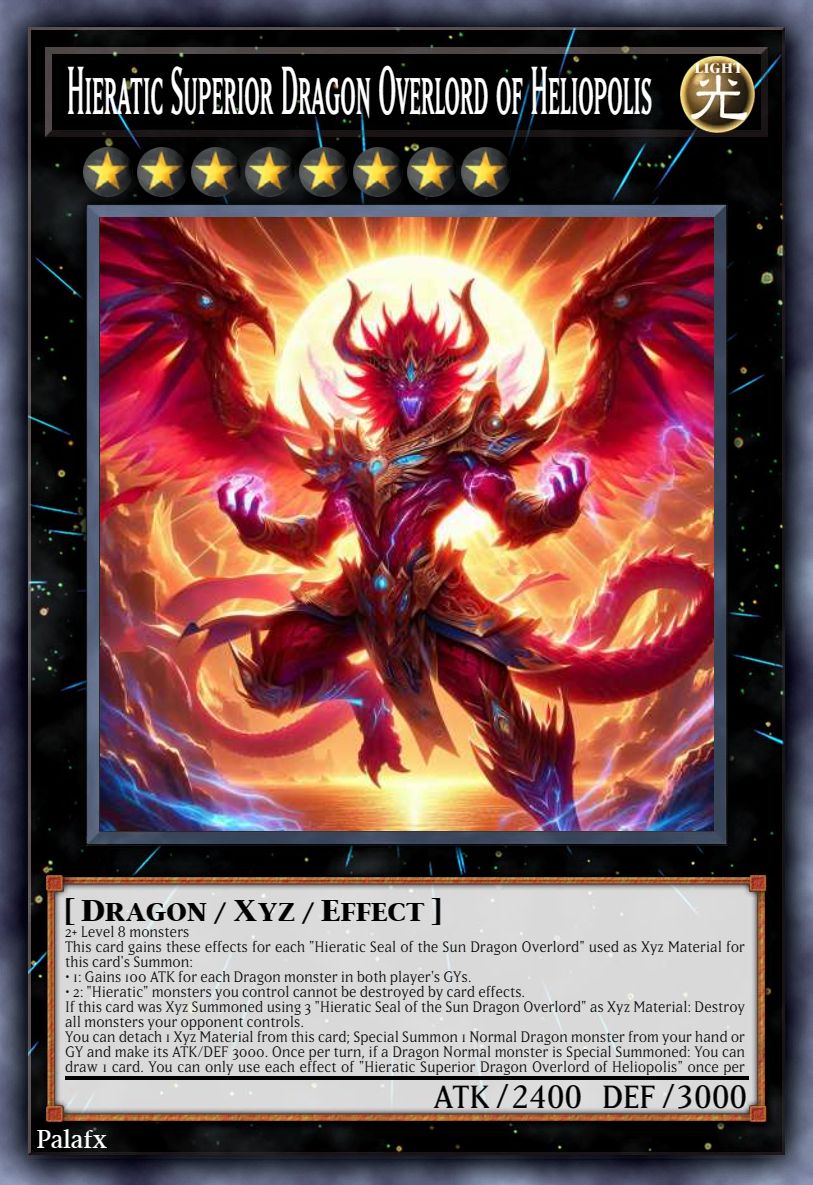 Hieratic Superior Dragon Overlord of Heliopolis
LIGHT
光
[ Dragon / Xyz / Effect ]
2+ Level 8 monsters
This card gains these effects for each "Hieratic Seal of the Sun Dragon Overlord" used as Xyz Material for
this card's Summon:
• 1: Gains 100 ATK for each Dragon monster in both player's GYs.
• 2: "Hieratic" monsters you control cannot be destroyed by card effects.
If this card was Xyz Summoned using 3 "Hieratic Seal of the Sun Dragon Overlord" as Xyz Material: Destroy
all monsters your opponent controls.
You can detach 1 Xyz Material from this card; Special Summon 1 Normal Dragon monster from your hand or
GY and make its ATK/DEF 3000. Once per turn, if a Dragon Normal monster is Special Summoned: You can
draw 1 card. You can only use each effect of "Hieratic Superior Dragon Overlord of Heliopolis" once per
ATK / 2400 DEF / 3000
Palafx